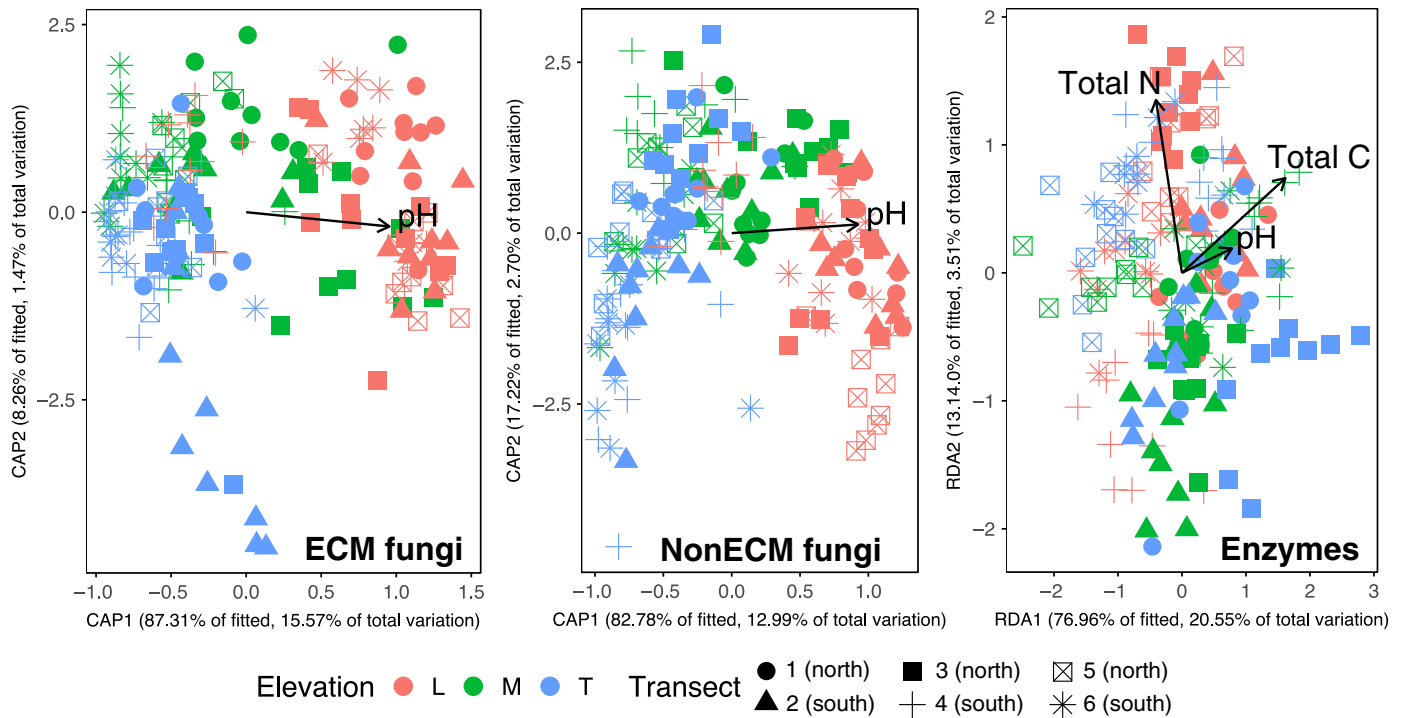 2.5
0.0
−2.5
CAP2 (8.26% of fitted, 1.47% of total variation)
pH
ECM fungi
−1.0 −0.5 0.0 0.5 1.0 1.5
CAP1 (87.31% of fitted, 15.57% of total variation)
2.5
0.0
−2.5
CAP2 (17.22% of fitted, 2.70% of total variation)
pH
NonECM fungi
−1.0 −0.5 0.0 0.5 1.0
CAP1 (82.78% of fitted, 12.99% of total variation)
2
1
0
−1
−2
RDA2 (13.14.0% of fitted, 3.51% of total variation)
Total N
Total C
pH
Enzymes
−2 −1 0 1 2 3
RDA1 (76.96% of fitted, 20.55% of total variation)
Elevation L M T
Transect 1 (north) 3 (north) 5 (north)
2 (south) 4 (south) 6 (south)